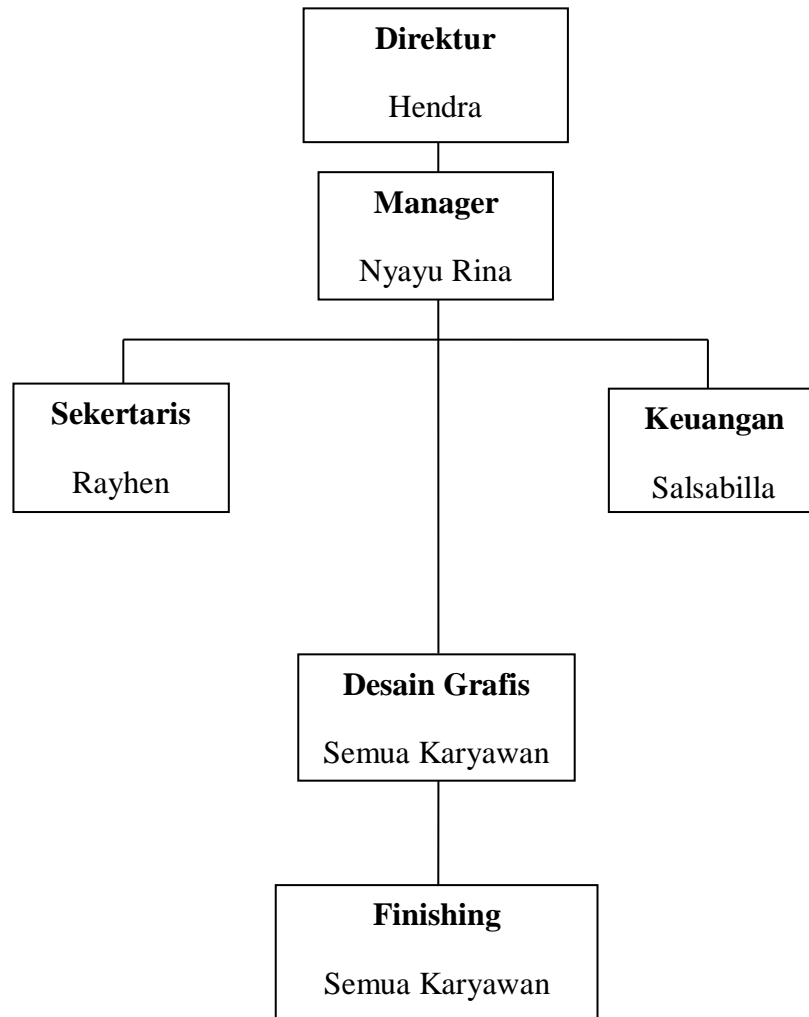 Direktur
Hendra
Manager
Nyayu Rina
Sekertaris
Rayhen
Keuangan
Salsabilla
Desain Grafis
Semua Karyawan
Finishing
Semua Karyawan